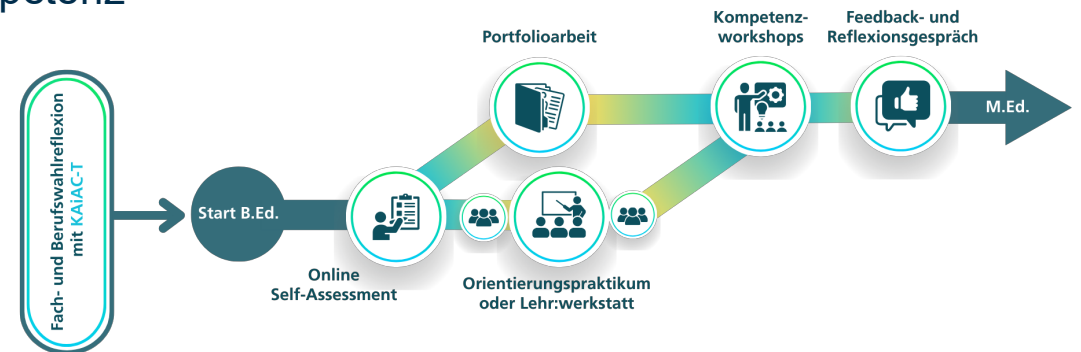 Fach- und Berufswahlreflexion
mit KAiAC-T
Start B.Ed.
Online
Self-Assessment
Portfolioarbeit
Orientierungspraktikum
oder Lehr:werkstatt
Kompetenz-
workshops
Feedback- und
Reflexionsgespräch
M.Ed.